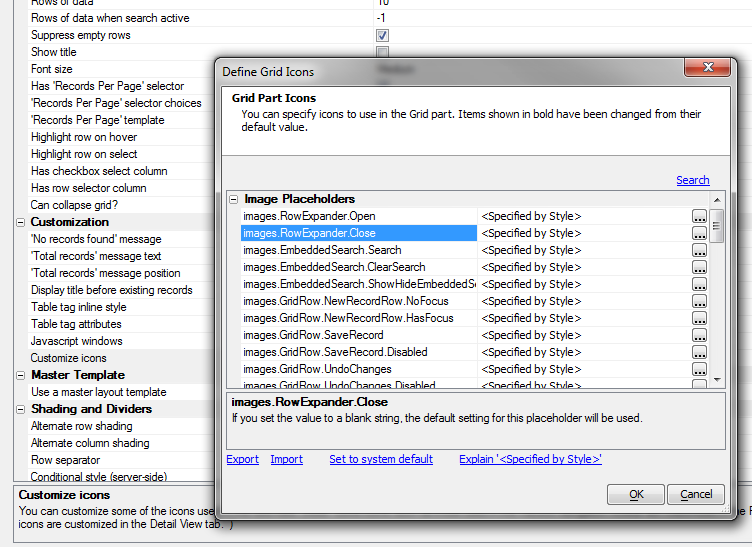 Rows of data 10
Rows of data when search active -1
Suppress empty rows
Show title
Font size
Has 'Records Per Page' selector
'Records Per Page' selector choices
'Records Per Page' template
Highlight row on hover
Highlight row on select
Has checkbox select column
Has row selector column
Can collapse grid?
Customization
'No records found' message
'Total records' message text
'Total records' message position
Display title before existing records
Table tag inline style
Table tag attributes
Javascript windows
Customize icons
Master Template
Use a master layout template
Shading and Dividers
Alternate row shading
Alternate column shading
Row separator
Conditional style (server-side)
Customize icons
You can customize some of the icons use
icons are customized in the Detail View tab. )
Define Grid Icons
Grid Part Icons
You can specify icons to use in the Grid part. Items shown in bold have been changed from their
default value.
Search
Image Placeholders
images.RowExpander.Open <Specified by Style> ...
images.RowExpander.Close <Specified by Style> ...
images.EmbeddedSearch.Search <Specified by Style> ...
images.EmbeddedSearch.ClearSearch <Specified by Style> ...
images.EmbeddedSearch.ShowHideEmbeddedSe <Specified by Style> ...
images.GridRow.NewRecordRow.NoFocus <Specified by Style> ...
images.GridRow.NewRecordRow.HasFocus <Specified by Style> ...
images.GridRow.SaveRecord <Specified by Style> ...
images.GridRow.SaveRecord.Disabled <Specified by Style> ...
images.GridRow.UndoChanges <Specified by Style> ...
images.GridRow.UndoChanges.Disabled <Specified by Style> ...
images.RowExpander.Close
If you set the value to a blank string, the default setting for this placeholder will be used.
Export Import Set to system default Explain '<Specified by Style>'
OK Cancel